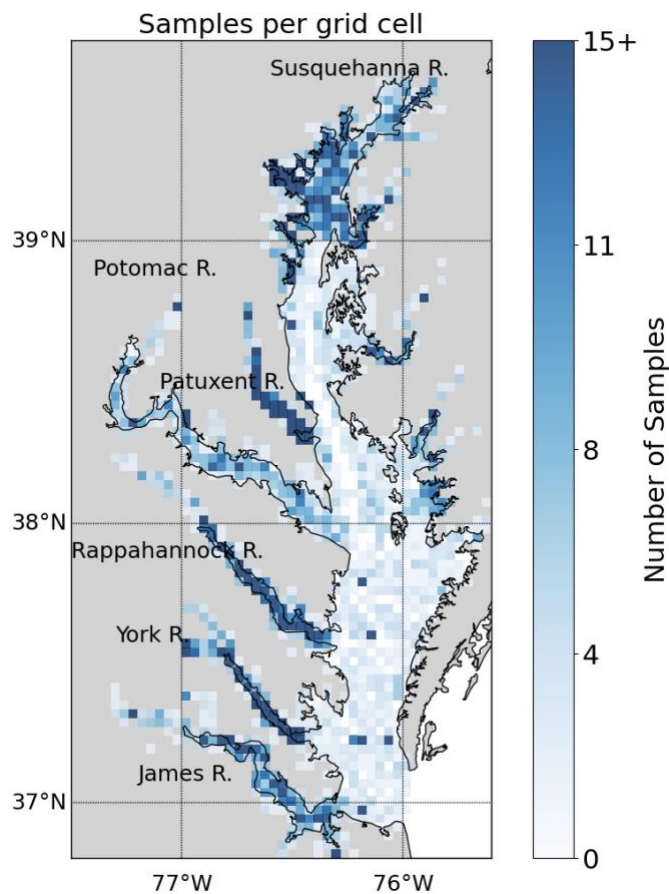 Samples per grid cell
Susquehanna R.
39°N
Potomac R.
Patuxent R.
38°N
Rappahannock R.
York R.
James R.
37°N
77°W
76°W
15+
11
8
4
0
Number of Samples